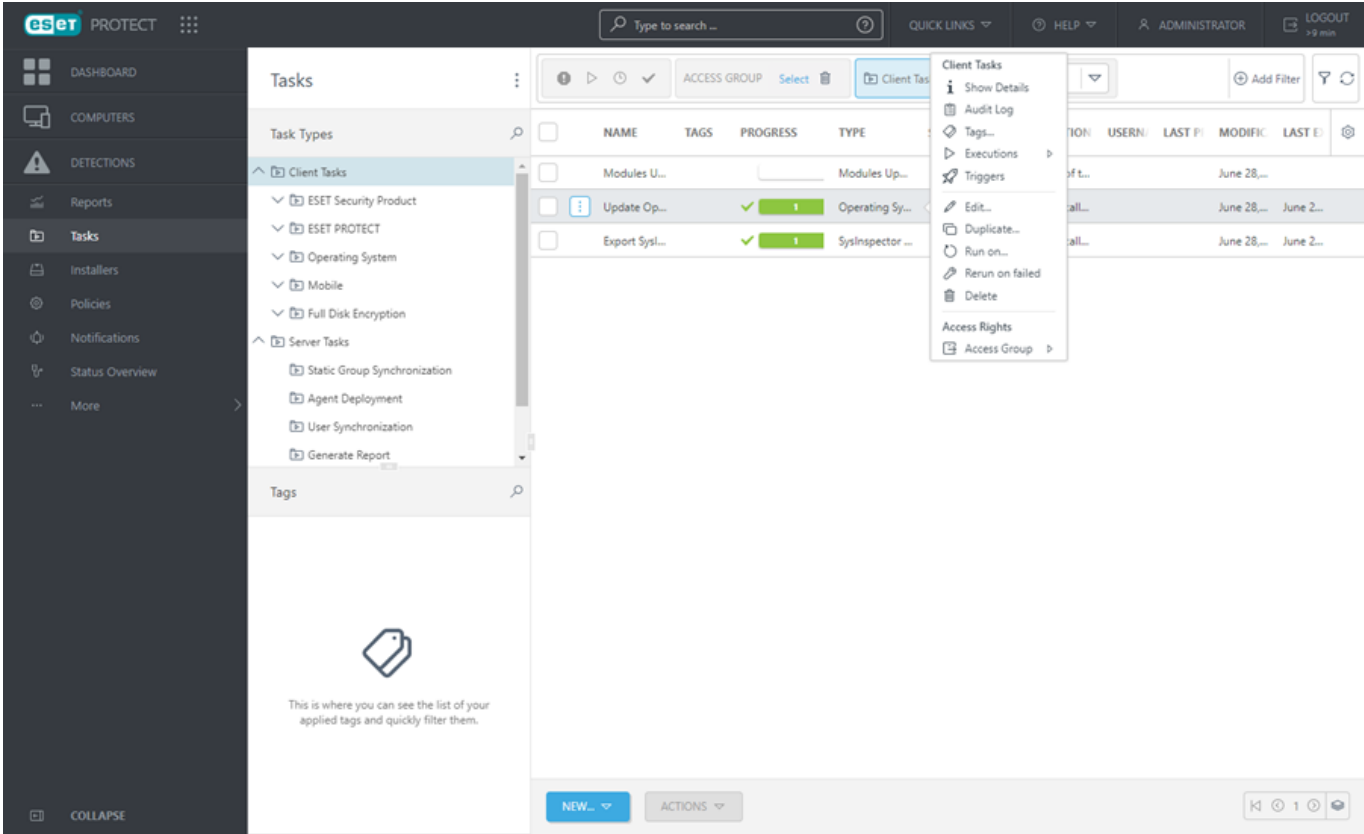 eset PROTECT
Type to search ...
QUICK LINKS
HELP
ADMINISTRATOR
LOGOUT
>9 min
DASHBOARD
COMPUTERS
DETECTIONS
Reports
Tasks
Installers
Policies
Notifications
Status Overview
More
COLLAPSE
Tasks
Task Types
Client Tasks
ESET Security Product
ESET PROTECT
Operating System
Mobile
Full Disk Encryption
Server Tasks
Static Group Synchronization
Agent Deployment
User Synchronization
Generate Report
Tags
This is where you can see the list of your
applied tags and quickly filter them.
ACCESS GROUP Select
Client Tas
Add Filter
NAME TAGS PROGRESS TYPE TION USERN LAST P MODIFIC LAST E
Modules U... Modules Up... of t... June 28,...
Update Op... 1 Operating Sy... tall... June 28,... June 2...
Export SysI... 1 SysInspector ... tall... June 28,... June 2...
Client Tasks
Show Details
Audit Log
Tags...
Executions
Triggers
Edit...
Duplicate...
Run on...
Rerun on failed
Delete
Access Rights
Access Group
NEW...
ACTIONS
1